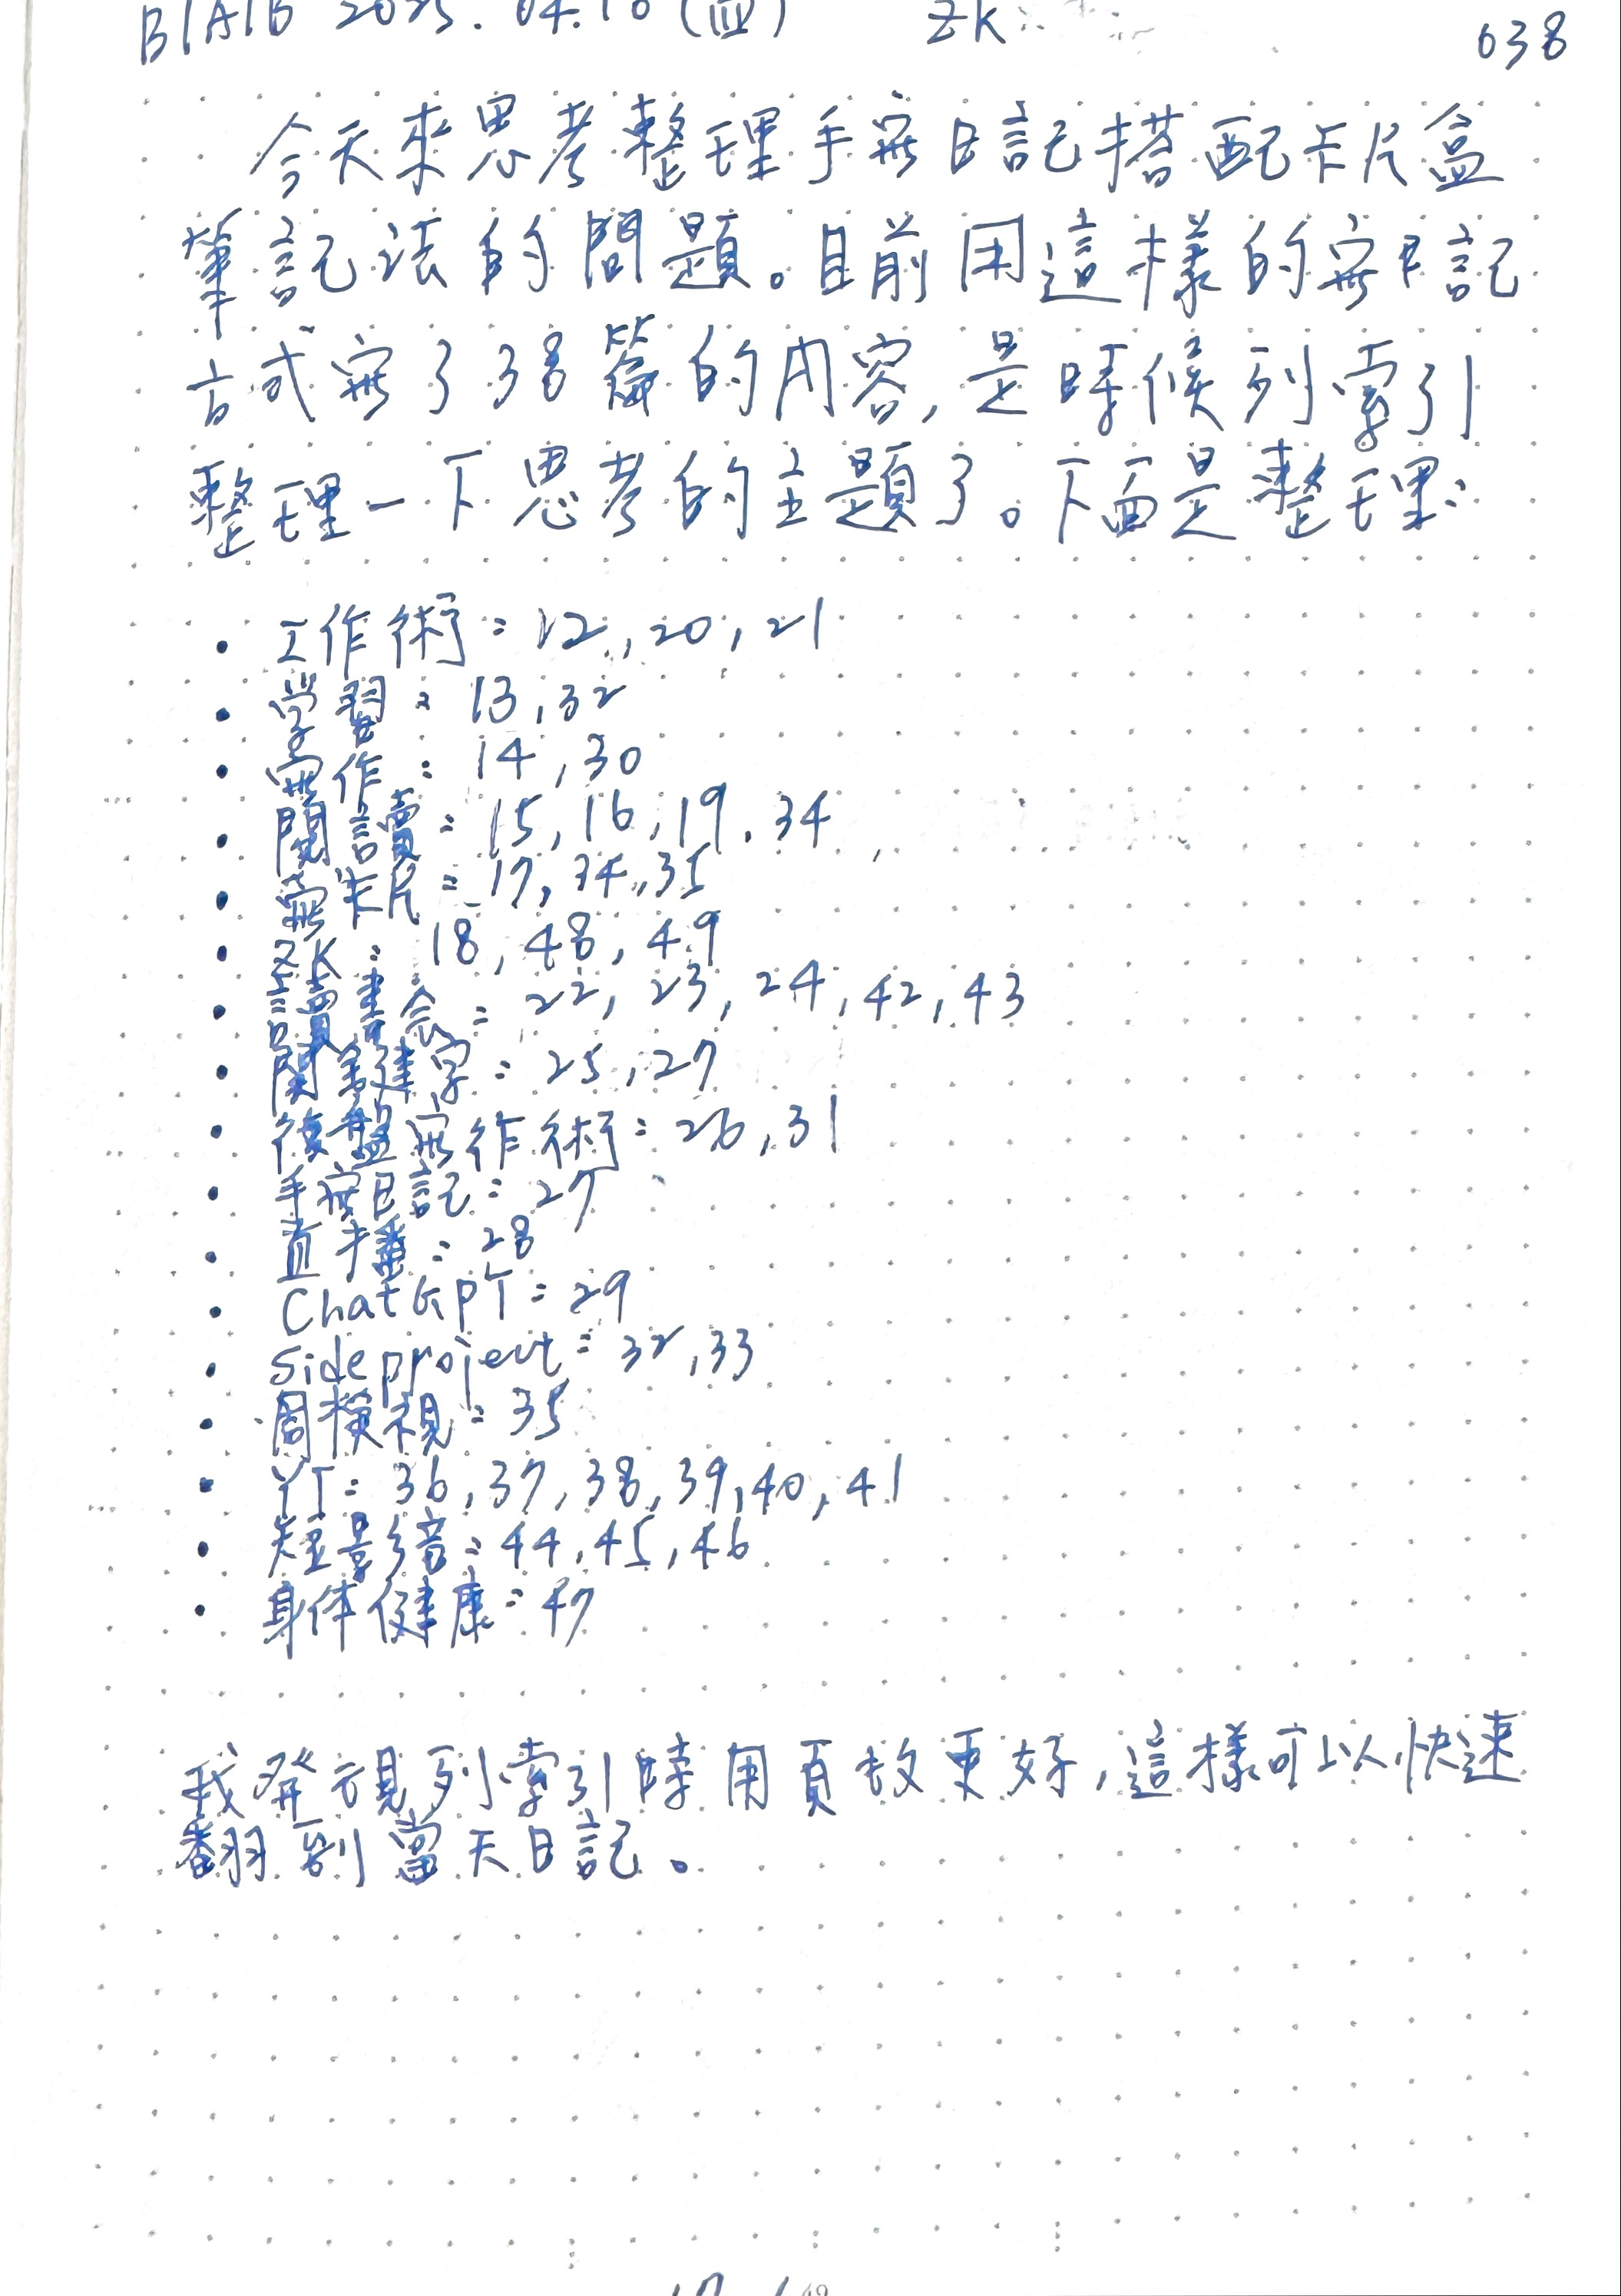 B1A1B 2025.04.10 (四) ZK 038
今天來思考整理手寫日記搭配卡片盒
筆記法的問題。目前用這樣的寫日記
方式寫了38篇的內容,是時候列索引
整理一下思考的主題了。下面是整理:
• 工作術:12,20,21
• 學習:13,32
• 寫作:14,30
• 閱讀:15,16,19,34
• 寫卡片:17,34,35
• ZK:18,48,49
• 讀書會:22,23,24,42,43
• 關鍵字:25,27
• 復盤寫作術:26,31
• 手寫日記:27
• 直播:28
• ChatGPT:29
• Side project:32,33
• 周檢視:35
• YT:36,37,38,39,40,41
• 短影音:44,45,46
• 身体健康:47
我發現列索引時用頁數更好,這樣可以快速
翻到當天日記。
49